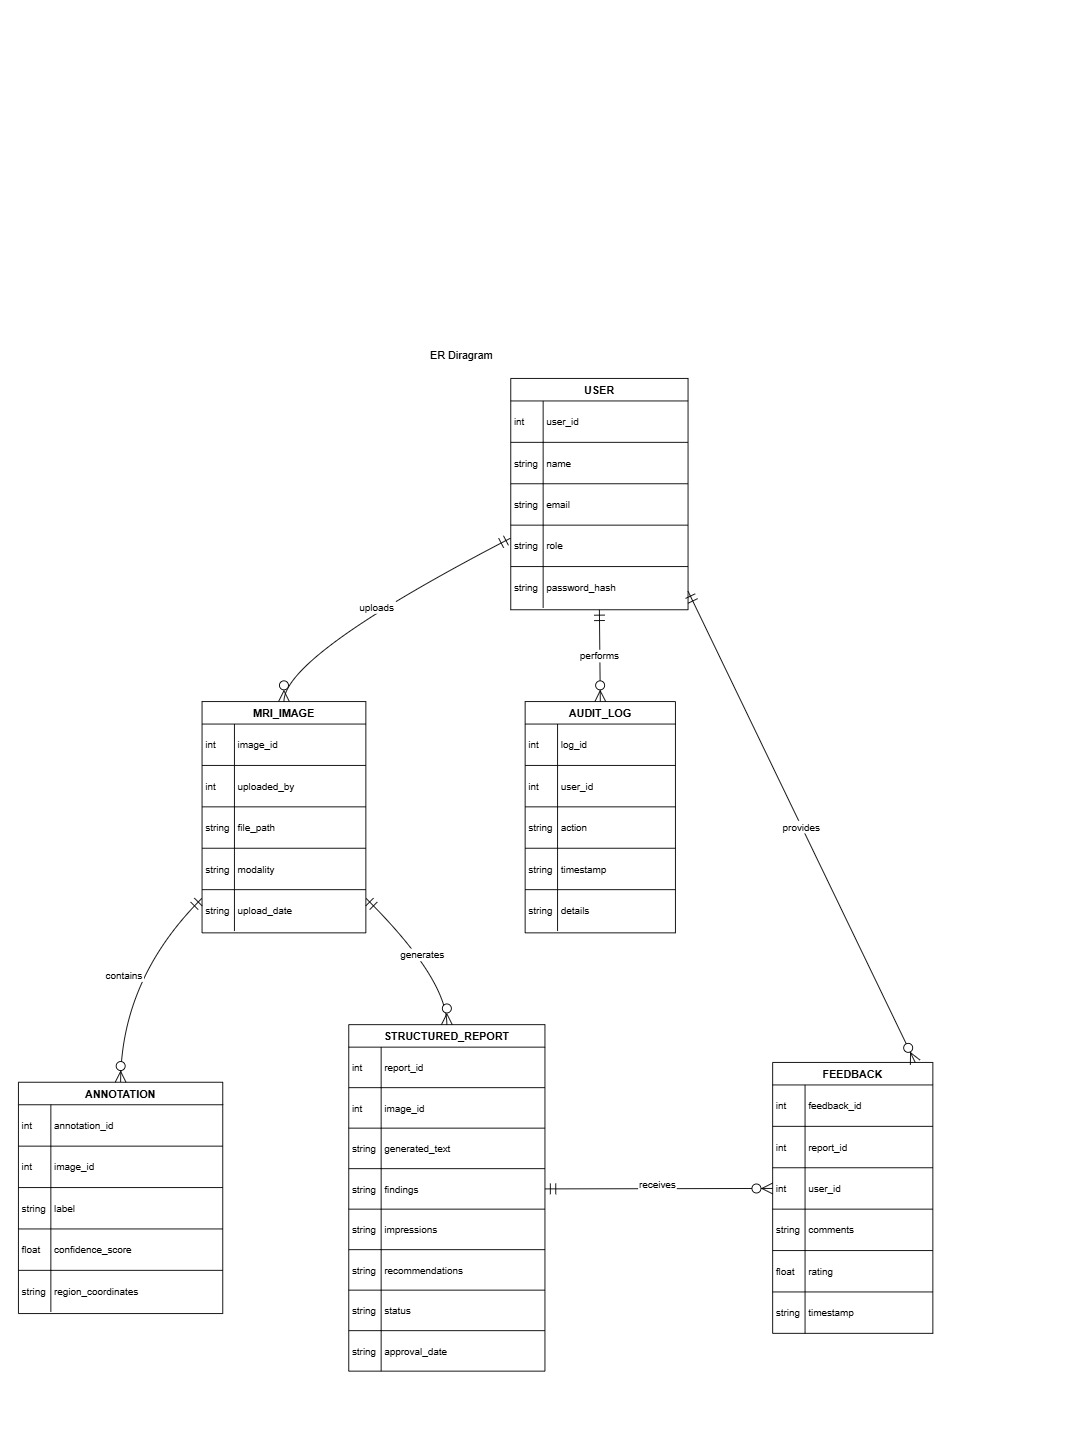 ER Diragram
USER
int user_id
string name
string email
string role
string password_hash
uploads
performs
provides
MRI_IMAGE
int image_id
int uploaded_by
string file_path
string modality
string upload_date
AUDIT_LOG
int log_id
int user_id
string action
string timestamp
string details
contains
generates
STRUCTURED_REPORT
int report_id
int image_id
string generated_text
string findings
string impressions
string recommendations
string status
string approval_date
receives
FEEDBACK
int feedback_id
int report_id
int user_id
string comments
float rating
string timestamp
ANNOTATION
int annotation_id
int image_id
string label
float confidence_score
string region_coordinates